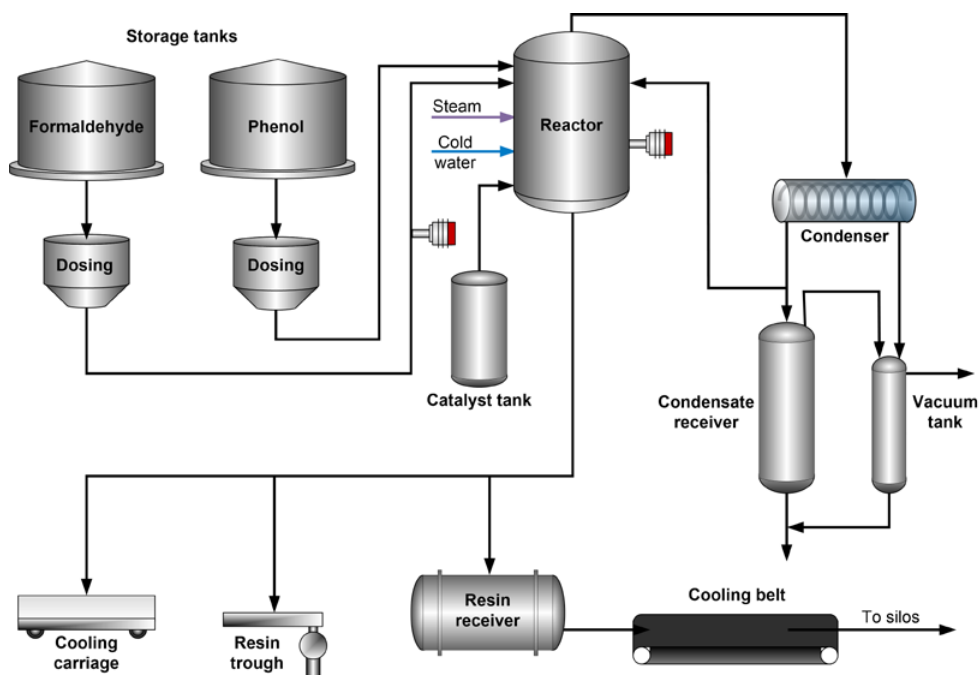 Storage tanks
Formaldehyde
Phenol
Dosing
Dosing
Steam
Cold
water
Reactor
Catalyst tank
Condenser
Condensate
receiver
Vacuum
tank
Cooling
carriage
Resin
trough
Resin
receiver
Cooling belt
To silos